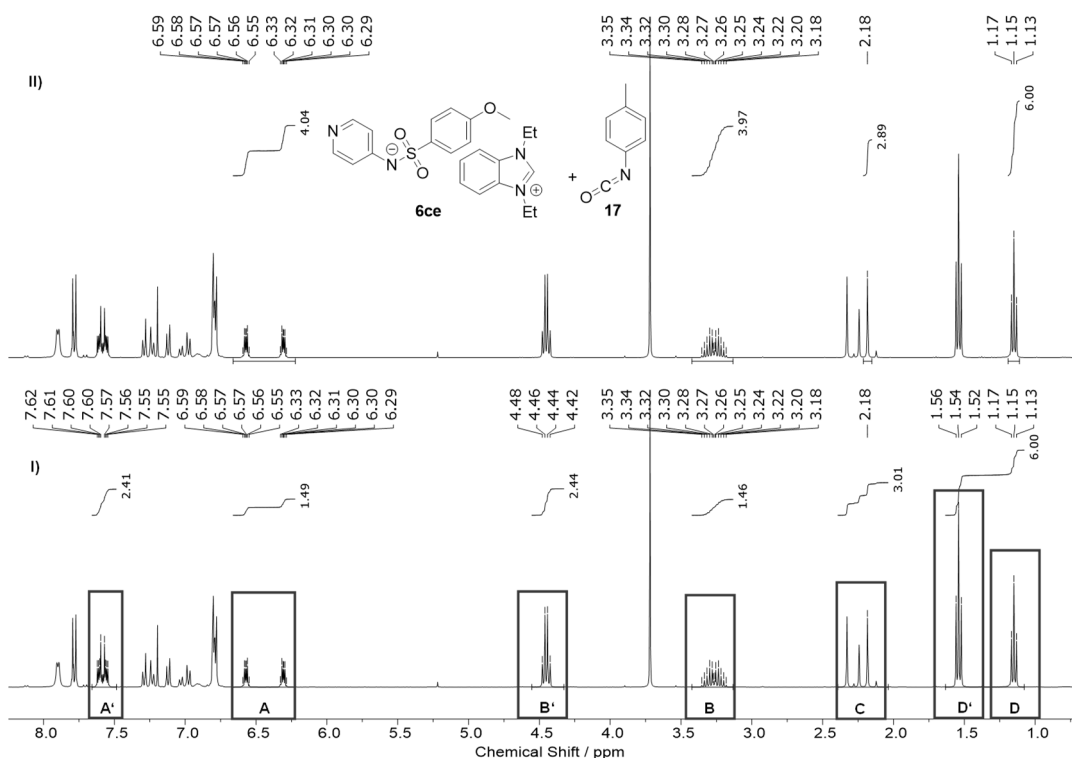 6.59 6.58 6.57 6.57 6.56 6.55 6.33 6.32 6.31 6.30 6.30 6.29 3.35 3.34 3.32 3.30 3.28 3.27 3.26 3.25 3.24 3.22 3.20 3.18 2.18 1.17 1.15 1.13
II)
4.04 3.97 2.89 6.00
N N ⊖ S O O O
Et N N ⊕ Et
O C N
+
6ce 17
7.62 7.61 7.60 7.60 7.57 7.56 7.55 7.55 6.59 6.58 6.57 6.57 6.56 6.55 6.33 6.32 6.31 6.30 6.30 6.29 4.48 4.46 4.44 4.42 3.35 3.34 3.32 3.30 3.28 3.27 3.26 3.25 3.24 3.22 3.20 3.18 2.18 1.56 1.54 1.52 1.17 1.15 1.13
I)
2.41 1.49 2.44 1.46 3.01 6.00
A' A B' B C D' D
8.0 7.5 7.0 6.5 6.0 5.5 5.0 4.5 4.0 3.5 3.0 2.5 2.0 1.5 1.0
Chemical Shift / ppm